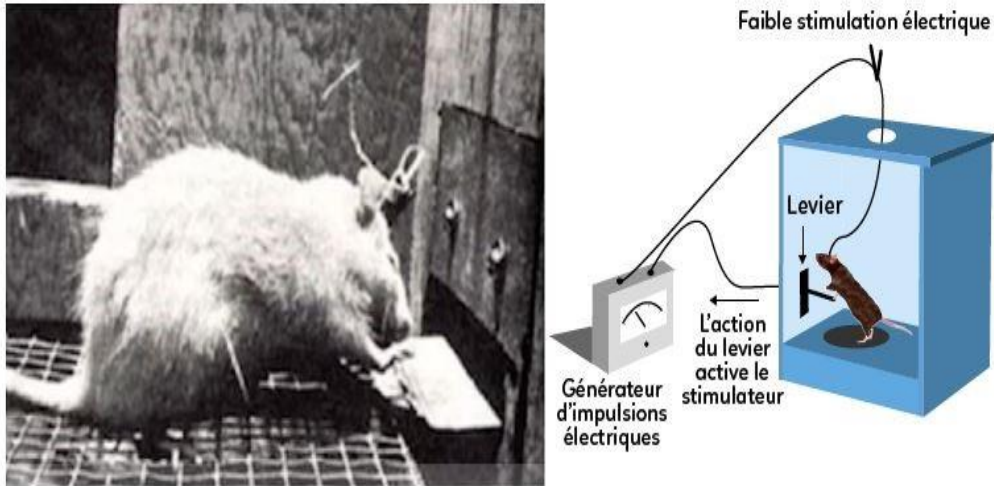 Faible stimulation électrique
Levier
L'action
du levier
active le
stimulateur
Générateur
d'impulsions
électriques